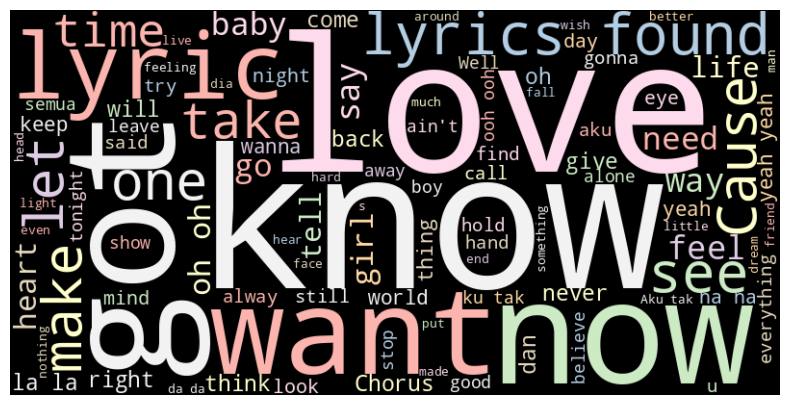 time
live
baby
come
around
wish
better
lyrics found
day
gonna
lyric
feeling
dia
night
try
say
love
Well
oh
fall
life
man
eye
much
ooh ooh
semua
will
take
keep
leave
said
let
got
one
wanna
back
ain't
aku
need
Cause
yeah yeah
go
away
find
give
call
alone
way
head
light
even
tonight
oh oh
know
hard
boy
s
yeah
little
friend
show
tell
girl
thing
hold
hand
end
something
feel
see
dream
everything
hear
face
heart
make
mind
alway
still
world
ku tak
never
Aku tak
na na
want
now
nothing
stop
put
dan
believe
la la
right
da da
think
look
Chorus
made
good
u